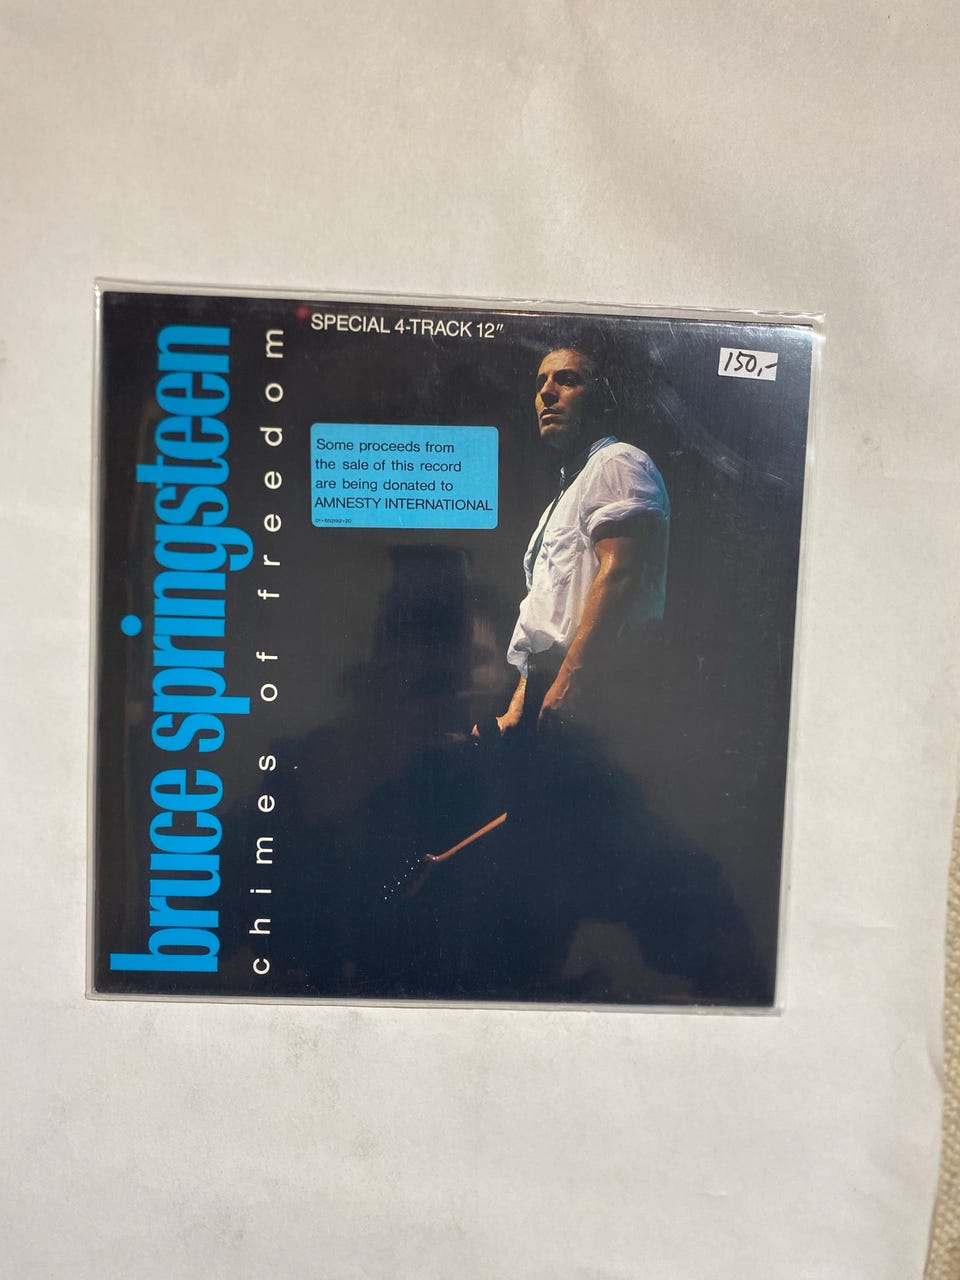 SPECIAL 4-TRACK 12"
150,-
bruce springsteen
chimes of freedom
Some proceeds from
the sale of this record
are being donated to
AMNESTY INTERNATIONAL